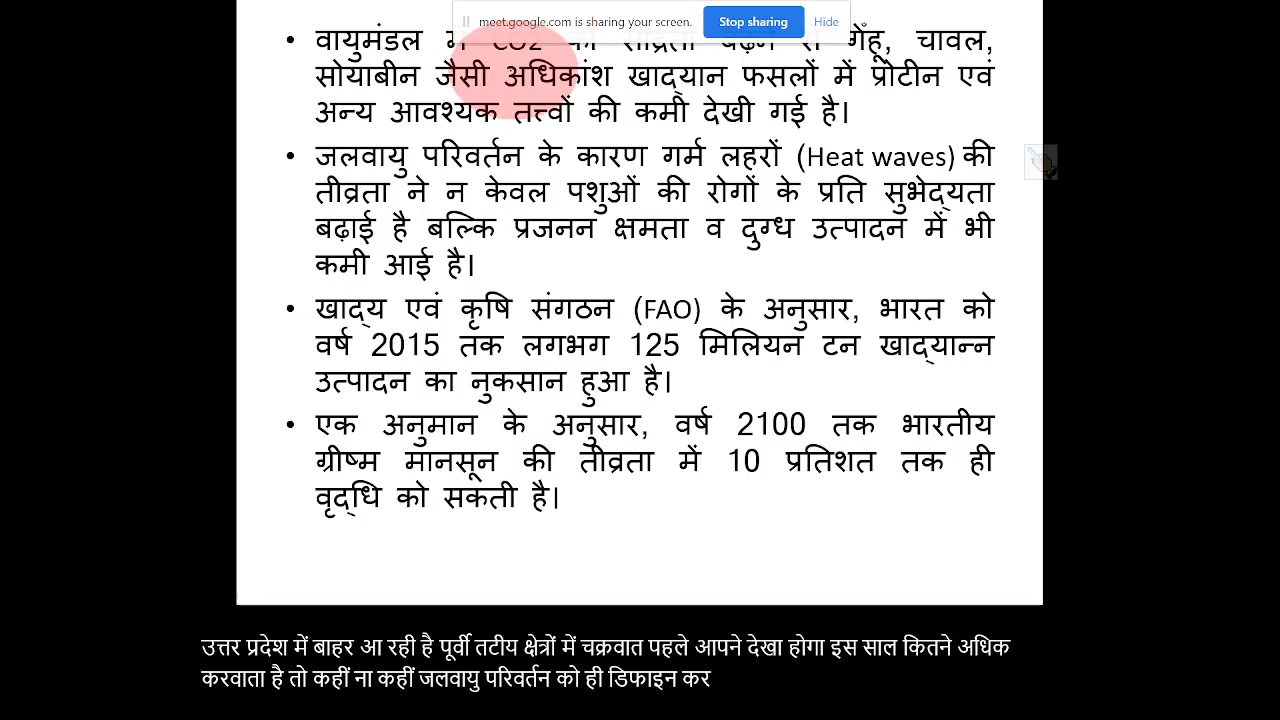 meet.google.com is sharing your screen. Stop sharing Hide
• वायुमंडल में CO2 की सांद्रता बढ़ने से गेँहू, चावल,
सोयाबीन जैसी अधिकांश खाद्यान फसलों में प्रोटीन एवं
अन्य आवश्यक तत्त्वों की कमी देखी गई है।
• जलवायु परिवर्तन के कारण गर्म लहरों (Heat waves) की
तीव्रता ने न केवल पशुओं की रोगों के प्रति सुभेद्यता
बढ़ाई है बल्कि प्रजनन क्षमता व दुग्ध उत्पादन में भी
कमी आई है।
• खाद्य एवं कृषि संगठन (FAO) के अनुसार, भारत को
वर्ष 2015 तक लगभग 125 मिलियन टन खाद्यान्न
उत्पादन का नुकसान हुआ है।
• एक अनुमान के अनुसार, वर्ष 2100 तक भारतीय
ग्रीष्म मानसून की तीव्रता में 10 प्रतिशत तक ही
वृद्धि को सकती है।
उत्तर प्रदेश में बाहर आ रही है पूर्वी तटीय क्षेत्रों में चक्रवात पहले आपने देखा होगा इस साल कितने अधिक
करवाता है तो कहीं ना कहीं जलवायु परिवर्तन को ही डिफाइन कर